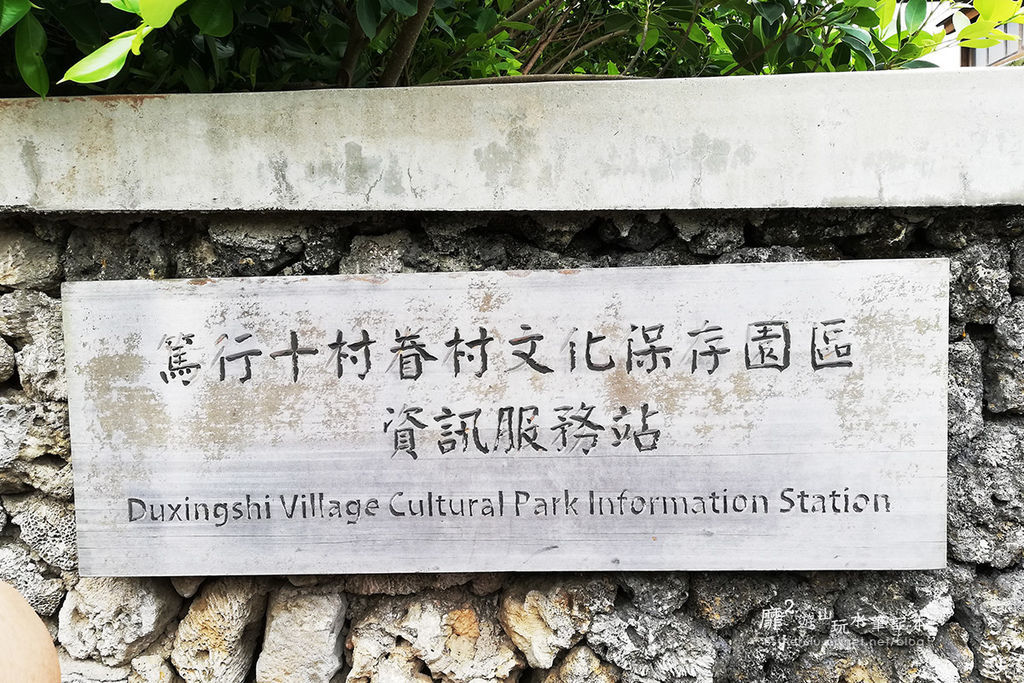 篤行十村眷村文化保存園區
資訊服務站
Duxingshi Village Cultural Park Information Station